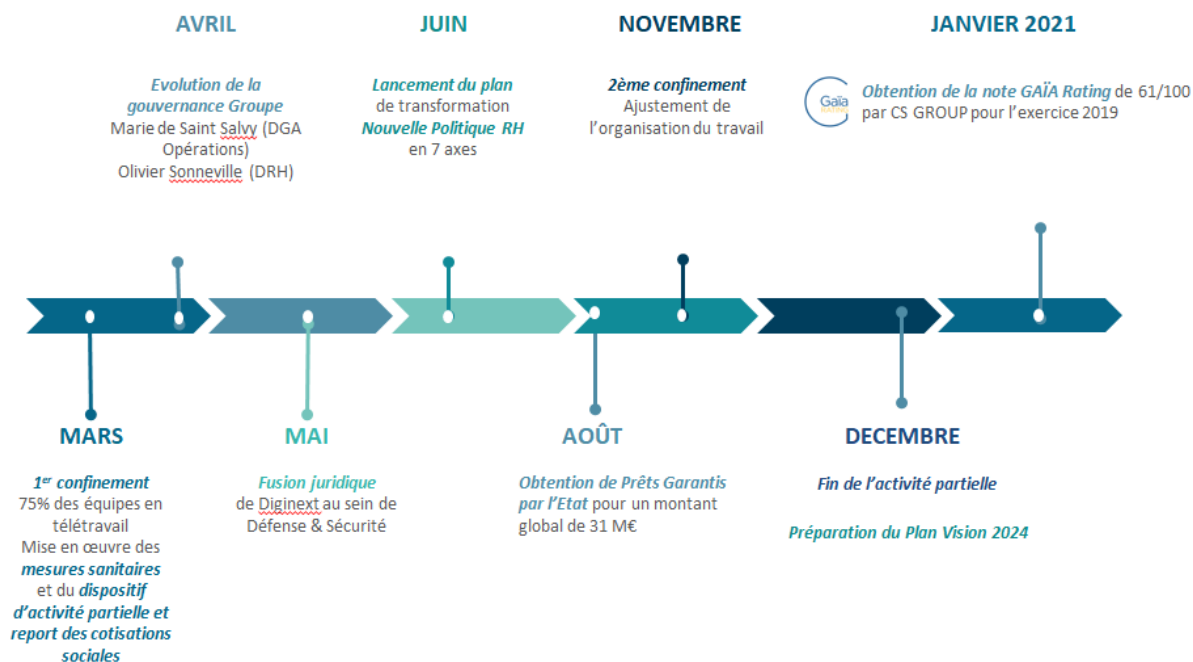 AVRIL
Evolution de la
gouvernance Groupe
Marie de Saint Salvy (DGA
Opérations)
Olivier Sonneville (DRH)
JUIN
Lancement du plan
de transformation
Nouvelle Politique RH
en 7 axes
NOVEMBRE
2ème confinement
Ajustement de
l'organisation du travail
JANVIER 2021
Gaïa
RATING
Obtention de la note GAÏA Rating de 61/100
par CS GROUP pour l'exercice 2019
MARS
1er confinement
75% des équipes en
télétravail
Mise en œuvre des
mesures sanitaires
et du dispositif
d'activité partielle et
report des cotisations
sociales
MAI
Fusion juridique
de Diginext au sein de
Défense & Sécurité
AOÛT
Obtention de Prêts Garantis
par l'Etat pour un montant
global de 31 M€
DECEMBRE
Fin de l'activité partielle
Préparation du Plan Vision 2024